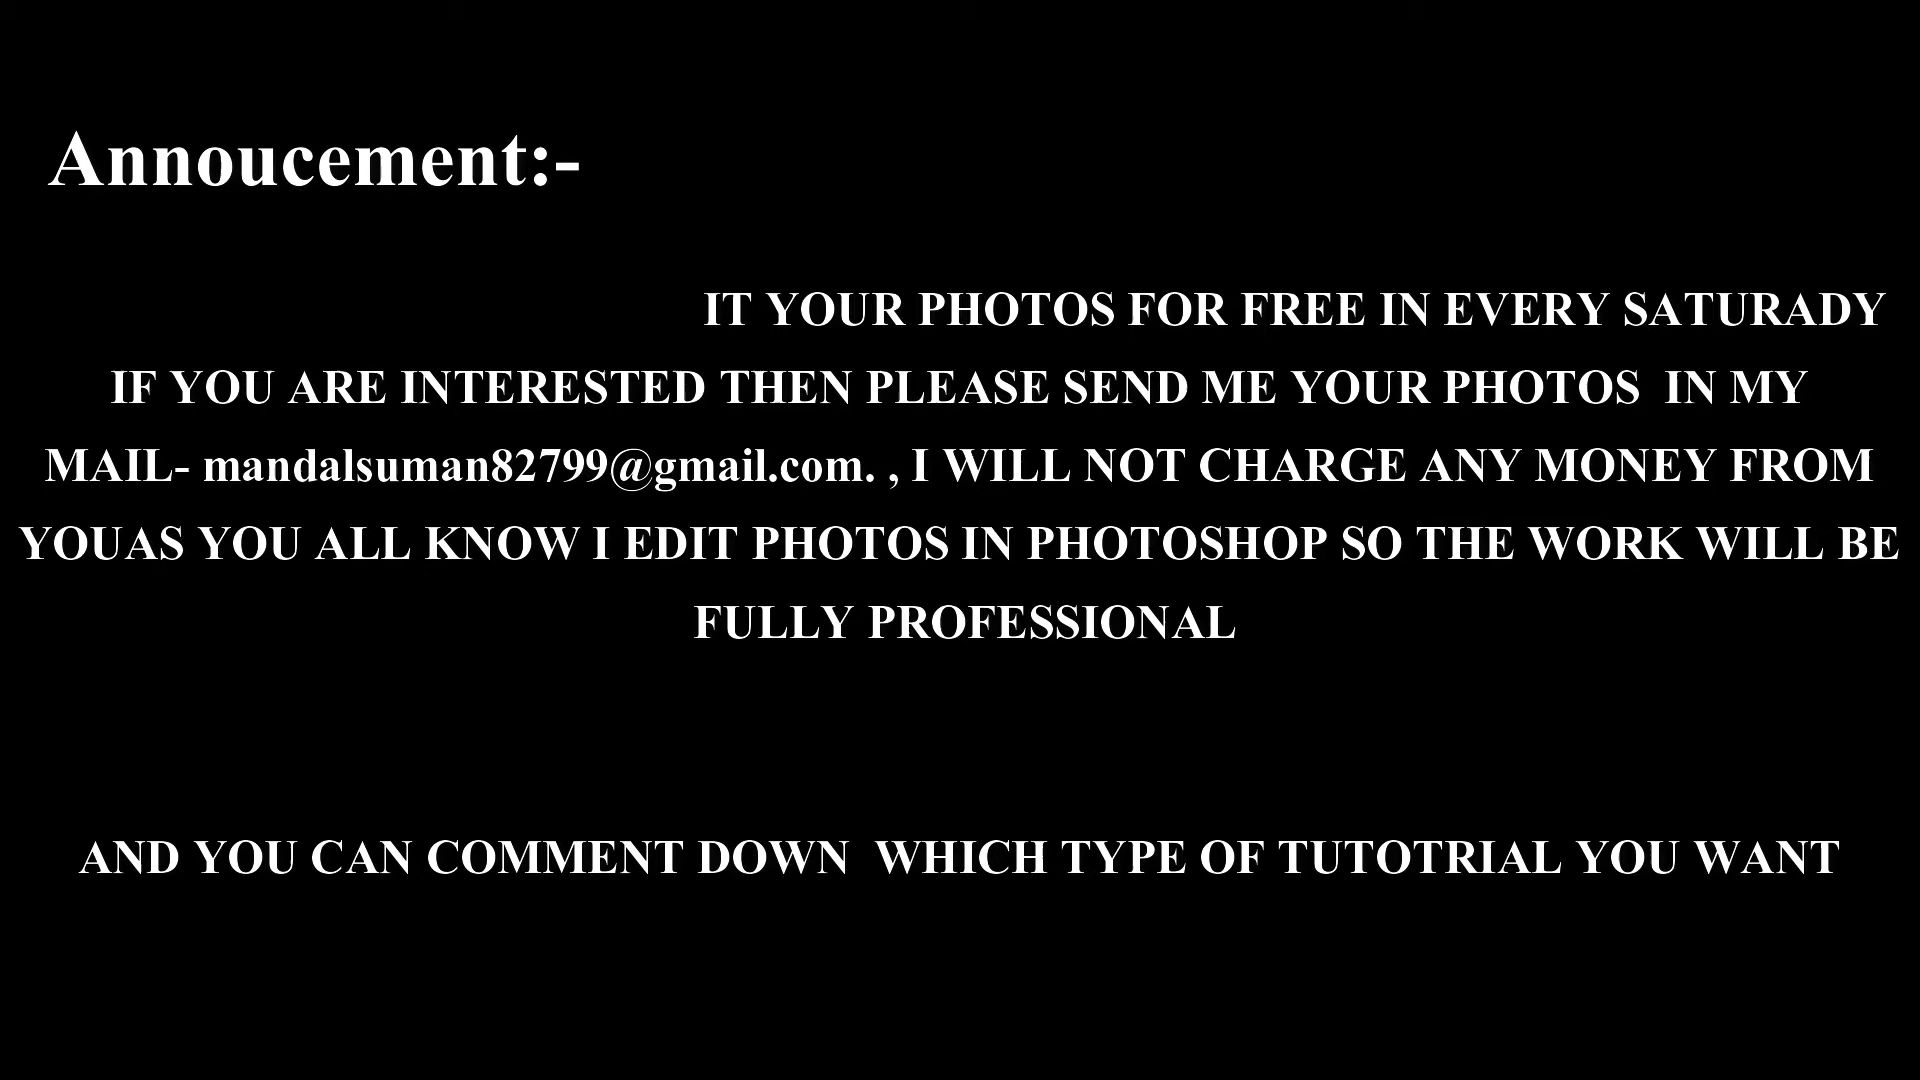 Annoucement:-
IT YOUR PHOTOS FOR FREE IN EVERY SATURADY
IF YOU ARE INTERESTED THEN PLEASE SEND ME YOUR PHOTOS  IN MY
MAIL- mandalsuman82799@gmail.com. , I WILL NOT CHARGE ANY MONEY FROM
YOUAS YOU ALL KNOW I EDIT PHOTOS IN PHOTOSHOP SO THE WORK WILL BE
FULLY PROFESSIONAL
AND YOU CAN COMMENT DOWN  WHICH TYPE OF TUTOTRIAL YOU WANT